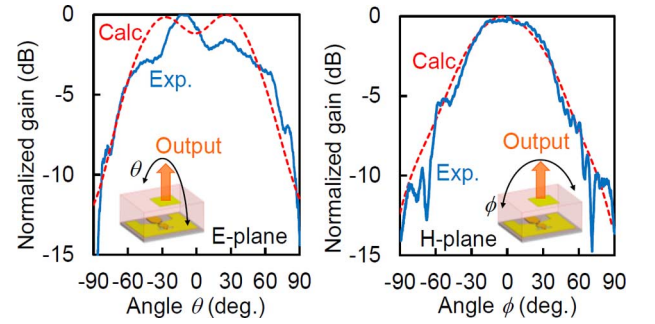 Normalized gain (dB)
0
-5
-10
-15
Calc
Exp.
Output
θ
E-plane
-90 -60 -30 0 30 60 90
Angle θ (deg.)
Normalized gain (dB)
0
-5
-10
-15
Calc
Output
Exp.
ϕ
H-plane
-90 -60 -30 0 30 60 90
Angle ϕ (deg.)